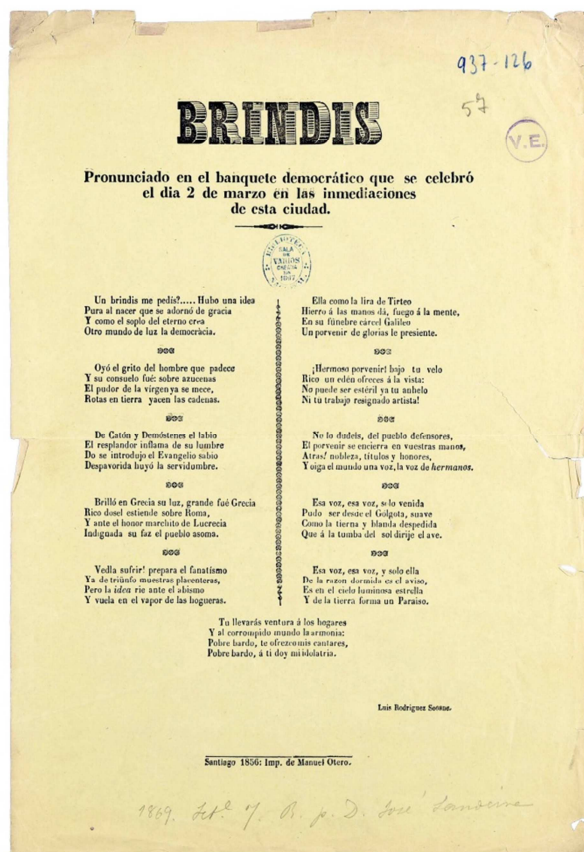 937-126
57
V.E.
BRINDIS
Pronunciado en el banquete democrático que se celebró
el dia 2 de marzo en las inmediaciones
de esta ciudad.
BIBLIOTECA
SALA
DE
VARIOS
Un brindis me pedís?..... Hubo una idea
Pura al nacer que se adornó de gracia
Y como el soplo del eterno crea
Otro mundo de luz la democrácia.
Oyó el grito del hombre que padece
Y su consuelo fué: sobre azucenas
El pudor de la vírgen ya se mece,
Rotas en tierra yacen las cadenas.
De Catón y Demóstenes el labio
El resplandor inflama de su lumbre
Do se introdujo el Evangelio sabio
Despavorida huyó la servidumbre.
Brilló en Grecia su luz, grande fué Grecia
Rico dosel estiende sobre Roma,
Y ante el honor marchito de Lucrecia
Indignada su faz el pueblo asoma.
Vedla sufrir! prepara el fanatismo
Ya de triúnfo muestras placenteras,
Pero la idea rie ante el abismo
Y vuela en el vapor de las hogueras.
Ella como la lira de Tirteo
Hierro á las manos dá, fuego á la mente,
En su fúnebre cárcel Galileo
Un porvenir de glorias le presiente.
¡Hermoso porvenir! bajo tu velo
Rico un edén ofreces á la vista:
No puede ser estéril ya tu anhelo
Ni tú trabajo resignado artista!
No lo dudeis, del pueblo defensores,
El porvenir se encierra en vuestras manos,
Atras! nobleza, títulos y honores,
Y oiga el mundo una voz, la voz de hermanos.
Esa voz, esa voz, solo venida
Pudo ser desde el Gólgota, suave
Como la tierna y blanda despedida
Que á la tumba del sol dirije el ave.
Esa voz, esa voz, y solo ella
De la razon dormida es el aviso,
Es en el cielo luminosa estrella
Y de la tierra forma un Paraiso.
Tu llevarás ventura á los hogares
Y al corrompido mundo la armonia:
Pobre bardo, te ofrezco mis cantares,
Pobre bardo, á ti doy mi idolatria.
Luis Rodriguez Seoane.
Santiago 1856: Imp. de Manuel Otero.
1869. R. p. D. José